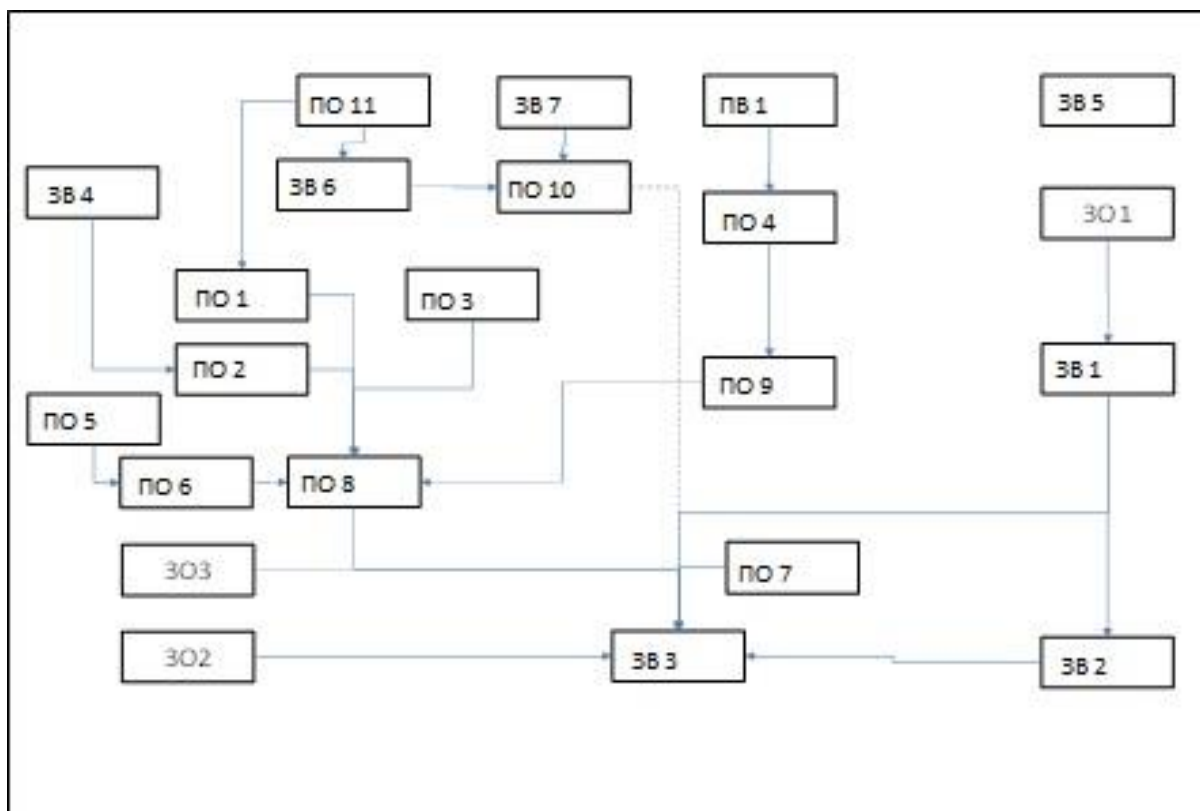 ПО 11
ЗВ 7
ПВ 1
ЗВ 5
ЗВ 4
ЗВ 6
ПО 10
ПО 4
ЗО 1
ПО 1
ПО 3
ПО 2
ПО 9
ЗВ 1
ПО 5
ПО 6
ПО 8
ЗО3
ПО 7
ЗО2
ЗВ 3
ЗВ 2